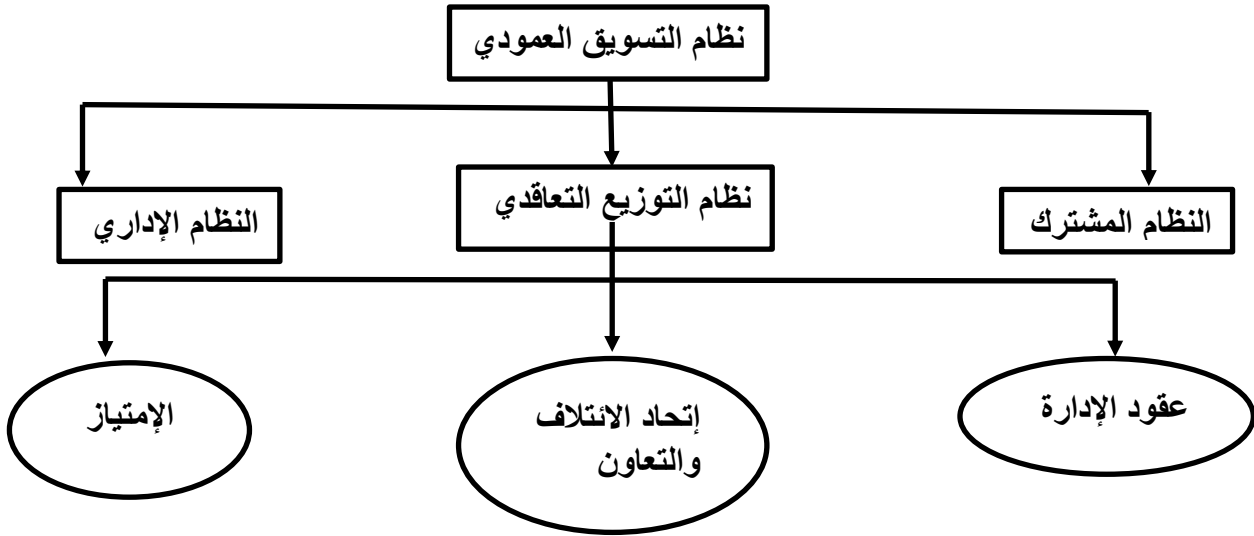 نظام التسويق العمودي
النظام المشترك
نظام التوزيع التعاقدي
النظام الإداري
عقود الإدارة
إتحاد الائتلاف
والتعاون
الإمتياز